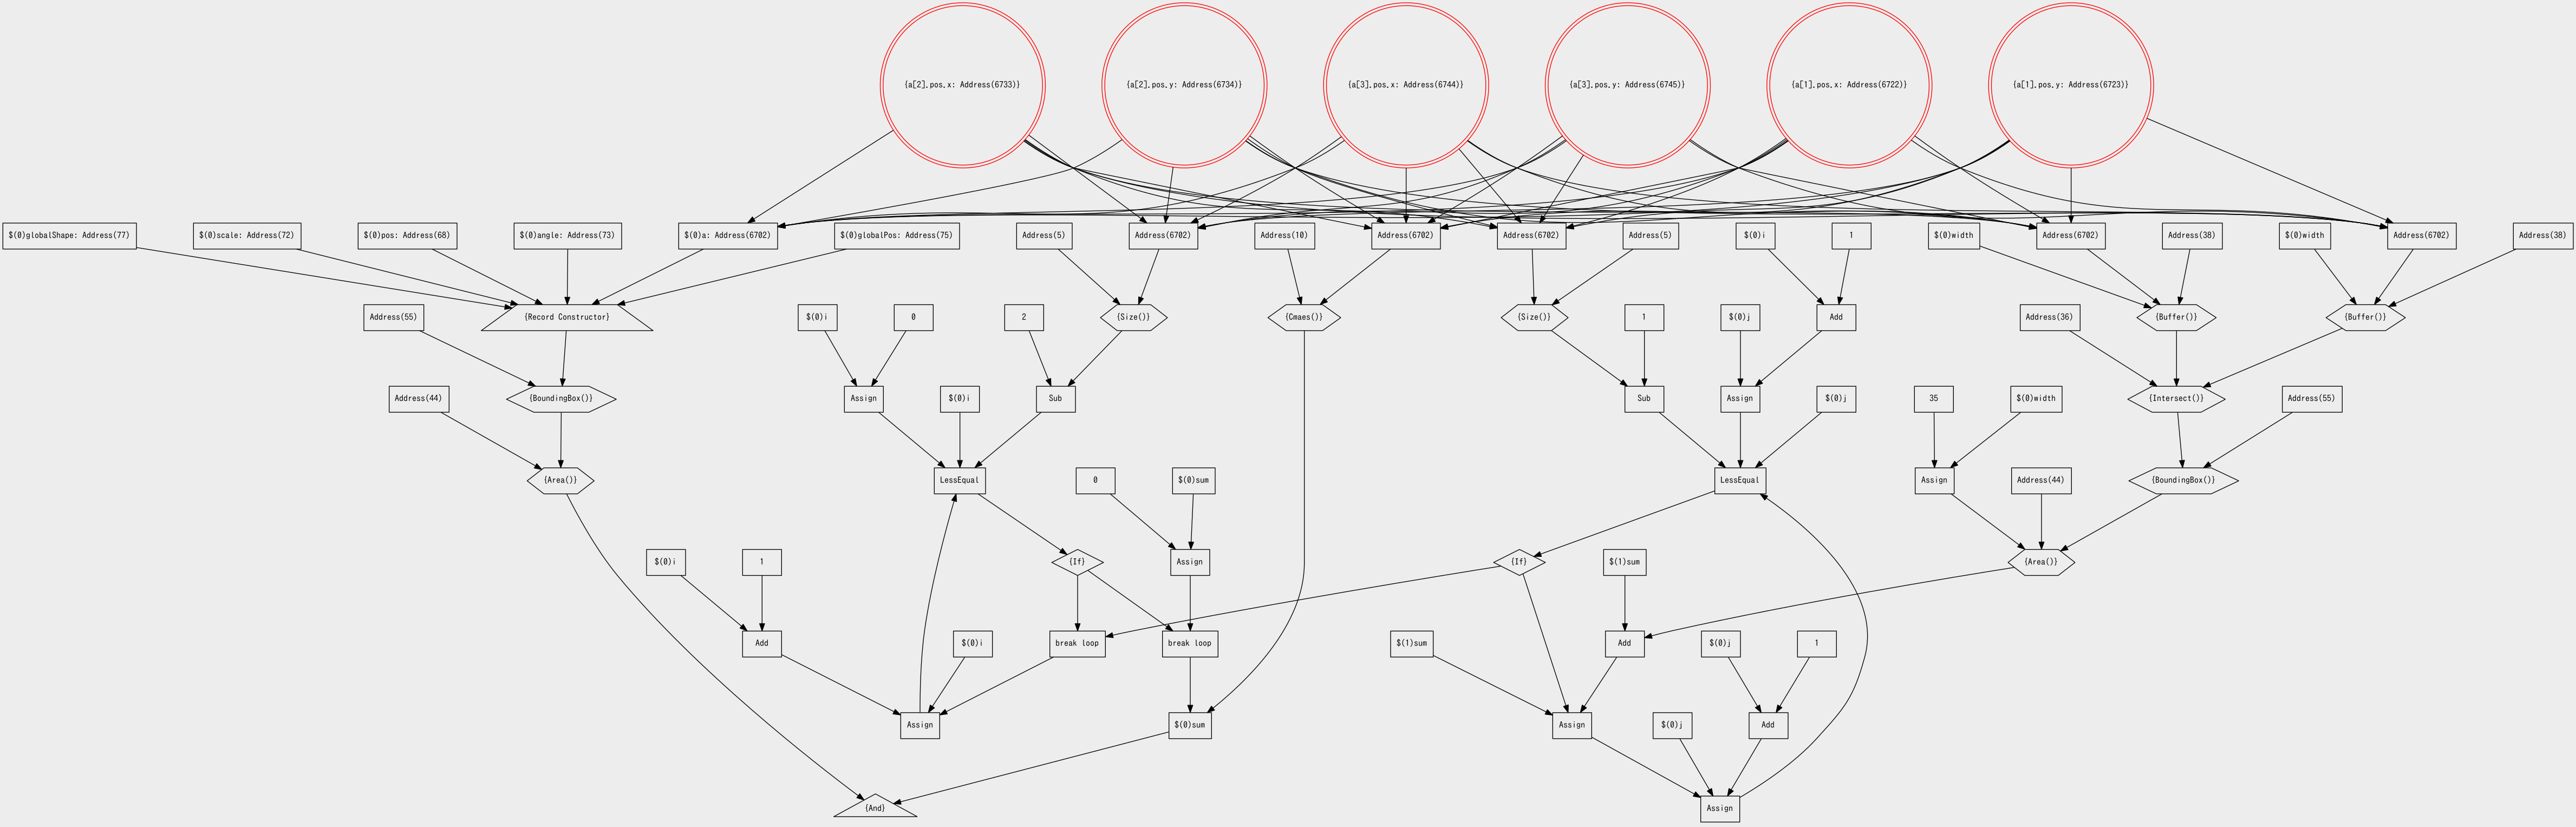 {a[2].pos.x: Address(6733)}
{a[2].pos.y: Address(6734)}
{a[3].pos.x: Address(6744)}
{a[3].pos.y: Address(6745)}
{a[1].pos.x: Address(6722)}
{a[1].pos.y: Address(6723)}
$(0)globalShape: Address(77)
$(0)scale: Address(72)
$(0)pos: Address(68)
$(0)angle: Address(73)
$(0)a: Address(6702)
$(0)globalPos: Address(75)
Address(5)
Address(6702)
Address(10)
Address(6702)
Address(6702)
Address(5)
$(0)i
1
$(0)width
Address(6702)
Address(38)
$(0)width
Address(6702)
Address(38)
Address(55)
{Record Constructor}
$(0)i
0
2
{Size()}
{Cmaes()}
{Size()}
1
$(0)j
Add
Address(36)
{Buffer()}
{Buffer()}
Address(44)
{BoundingBox()}
Assign
$(0)i
Sub
Sub
Assign
$(0)j
35
$(0)width
{Intersect()}
Address(55)
{Area()}
LessEqual
0
$(0)sum
LessEqual
Assign
Address(44)
{BoundingBox()}
$(0)i
1
{If}
Assign
{If}
$(1)sum
{Area()}
Add
$(0)i
break loop
break loop
$(1)sum
Add
$(0)j
1
Assign
$(0)sum
Assign
$(0)j
Add
{And}
Assign